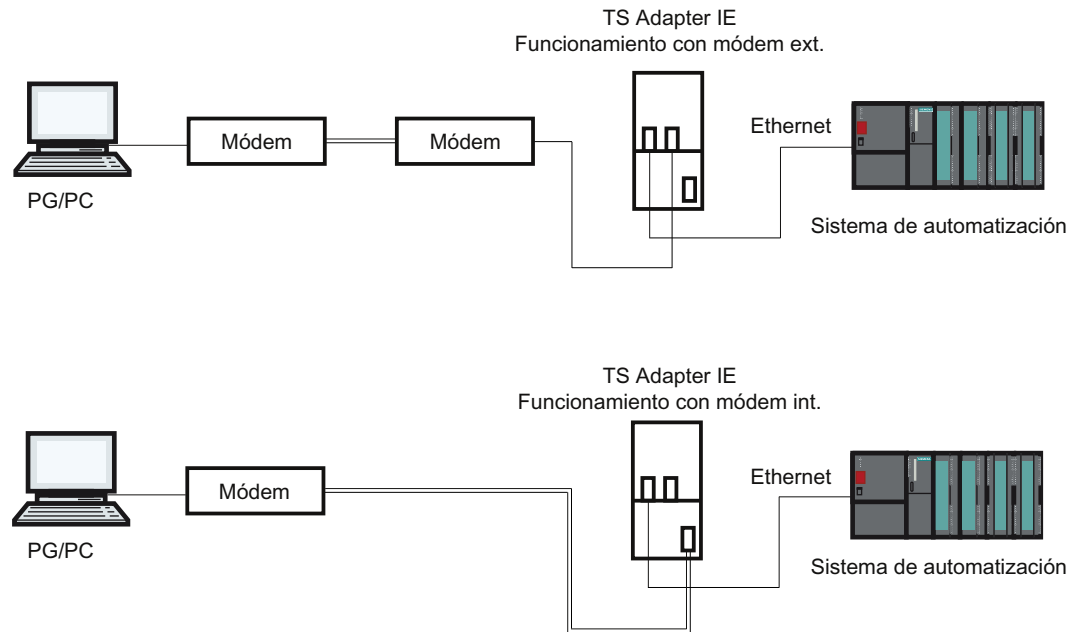 TS Adapter IE
Funcionamiento con módem ext.
Ethernet
Módem
Módem
PG/PC
Sistema de automatización
TS Adapter IE
Funcionamiento con módem int.
Ethernet
Módem
PG/PC
Sistema de automatización